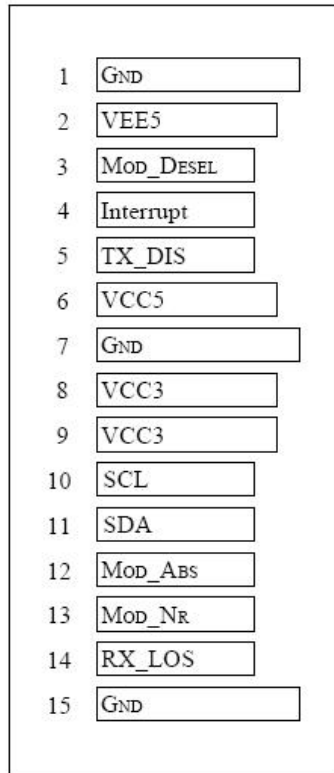 1 GND
2 VEE5
3 MOD_DESEL
4 Interrupt
5 TX_DIS
6 VCC5
7 GND
8 VCC3
9 VCC3
10 SCL
11 SDA
12 MOD_ABS
13 MOD_NR
14 RX_LOS
15 GND